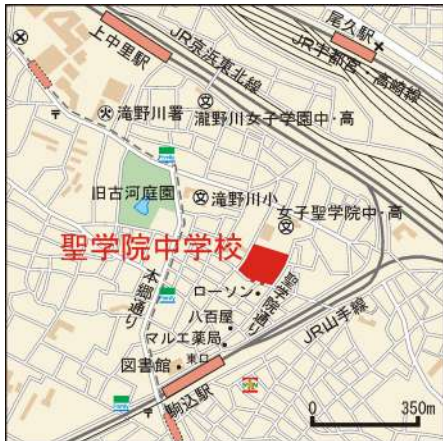 尾久駅
JR宇都宮・高崎線
JR京浜東北線
上中里駅
滝野川署
瀧野川女子学園中・高
旧古河庭園
滝野川小
女子聖学院中・高
聖学院中学校
本郷通り
聖学院通り
ローソン
八百屋
マルエ薬局
JR山手線
図書館
東口
駒込駅
0 350m